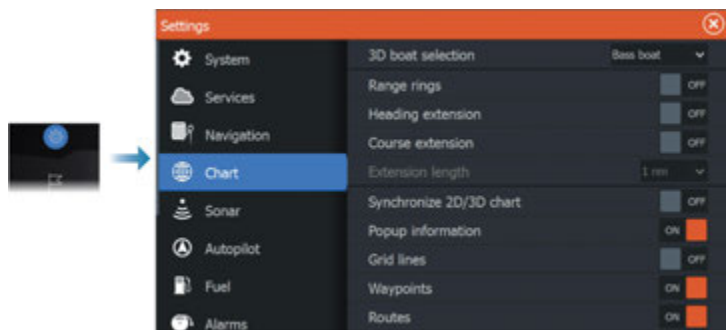 Settings
System
Services
Navigation
Chart
Sonar
Autopilot
Fuel
Alarms
3D boat selection Bass boat
Range rings OFF
Heading extension OFF
Course extension OFF
Extension length 1 nm
Synchronize 2D/3D chart OFF
Popup information ON
Grid lines OFF
Waypoints ON
Routes ON